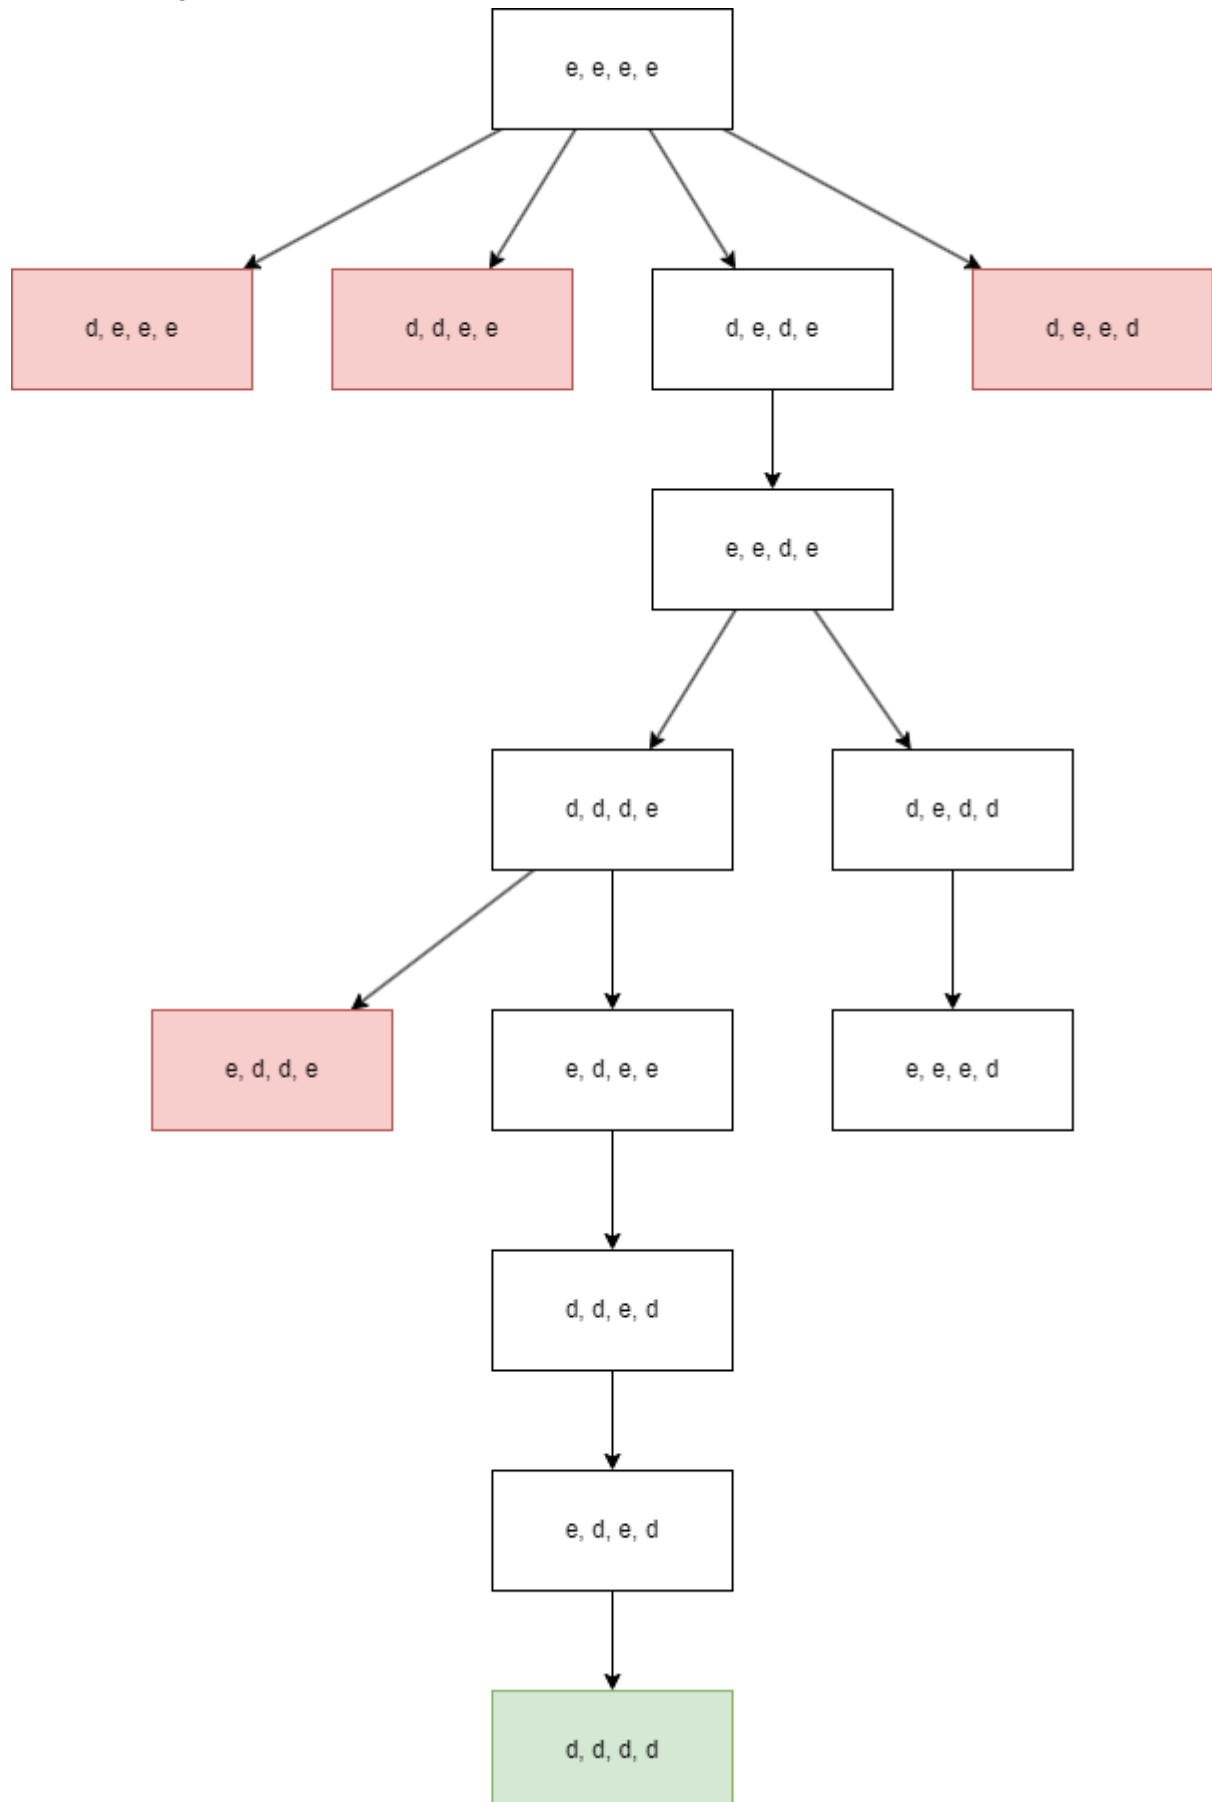 e, e, e, e
d, e, e, e
d, d, e, e
d, e, d, e
d, e, e, d
e, e, d, e
d, d, d, e
d, e, d, d
e, d, d, e
e, d, e, e
e, e, e, d
d, d, e, d
e, d, e, d
d, d, d, d